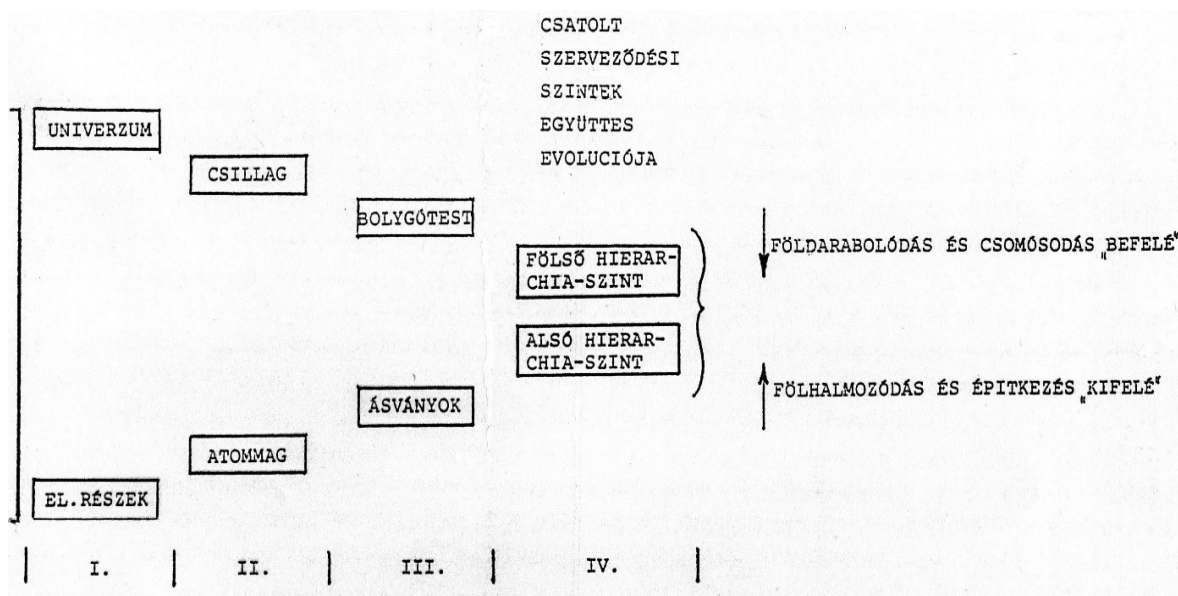 CSATOLT
SZERVEZŐDÉSI
SZINTEK
EGYÜTTES
EVOLUCIÓJA
UNIVERZUM
CSILLAG
BOLYGÓTEST
FÖLSŐ HIERAR-
CHIA-SZINT
FÖLDARABOLÓDÁS ÉS CSOMÓSODÁS „BEFELÉ"
ALSÓ HIERAR-
CHIA-SZINT
FÖLHALMOZÓDÁS ÉS ÉPITKEZÉS „KIFELÉ"
ÁSVÁNYOK
ATOMMAG
EL.RÉSZEK
I. II. III. IV.